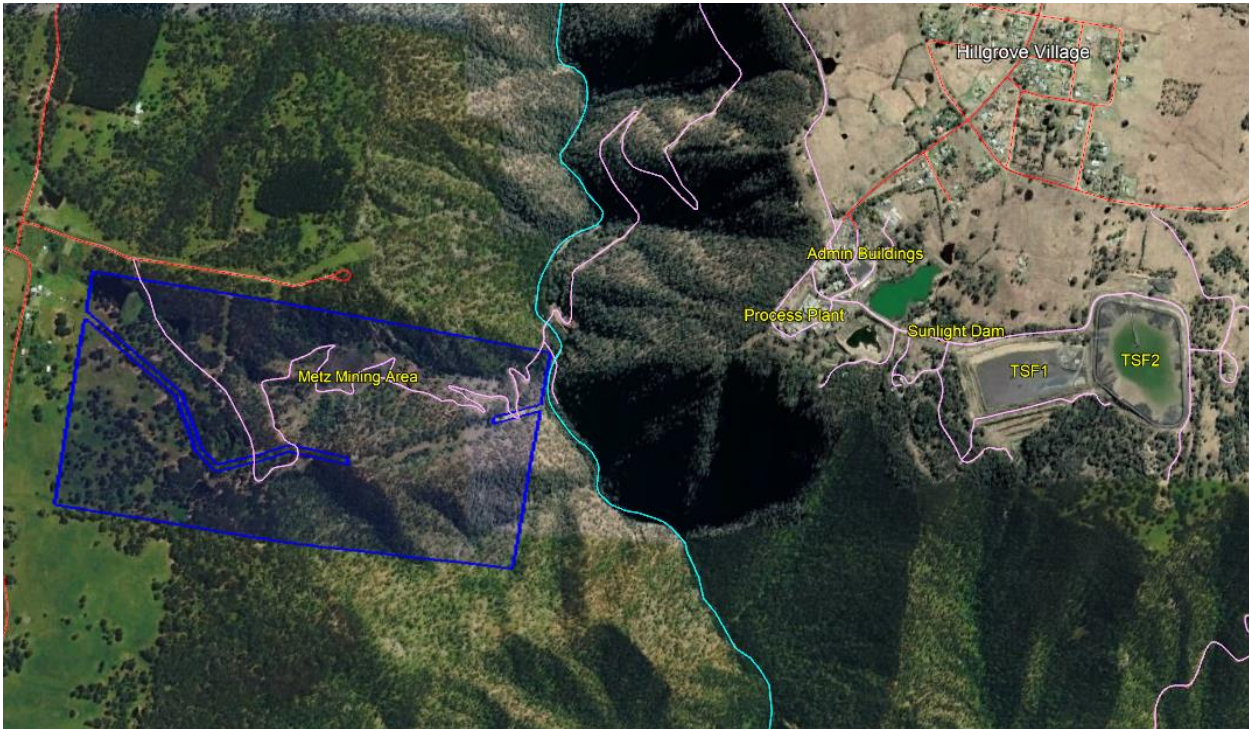 Hillgrove Village
Admin Buildings
Process Plant
Sunlight Dam
TSF2
TSF1
Metz Mining Area